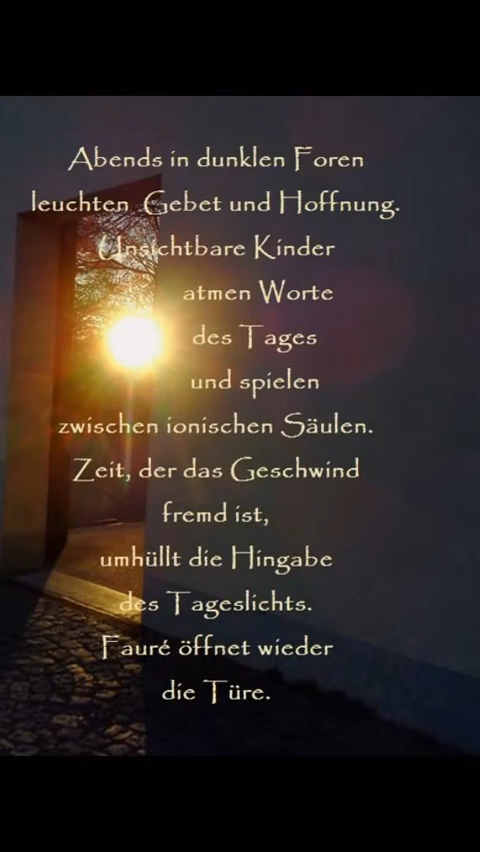 Abends in dunklen Foren
leuchten Gebet und Hoffnung.
Unsichtbare Kinder
atmen Worte
des Tages
und spielen
zwischen ionischen Säulen.
Zeit, der das Geschwind
fremd ist,
umhüllt die Hingabe
des Tageslichts.
Fauré öffnet wieder
die Türe.